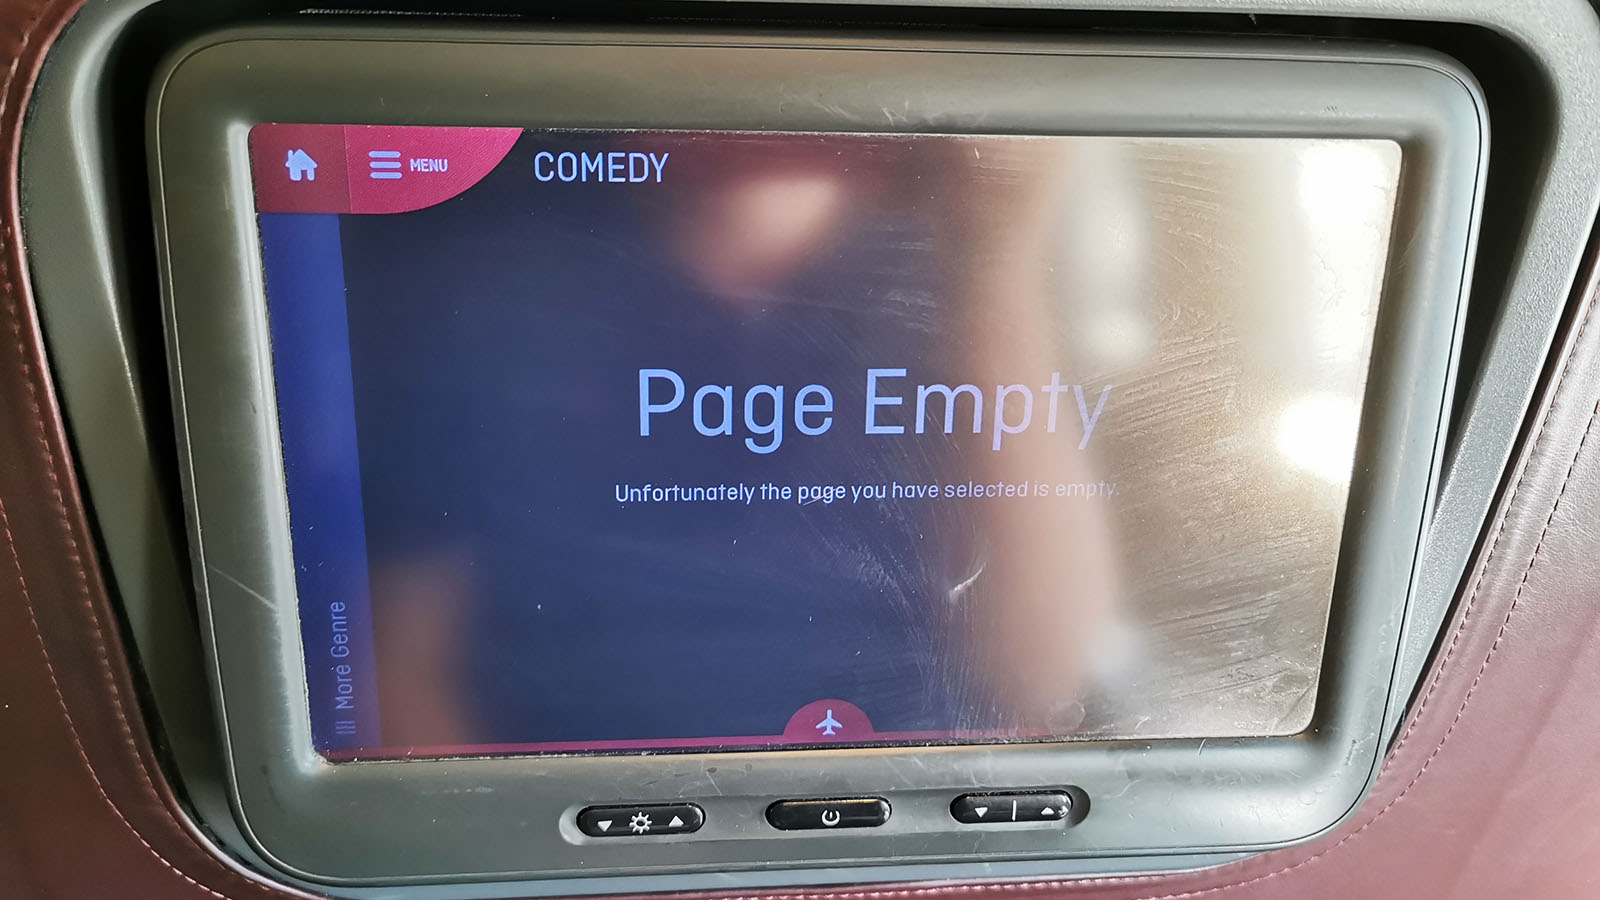 MENU
COMEDY
Page Empty
Unfortunately the page you have selected is empty.
More Genre